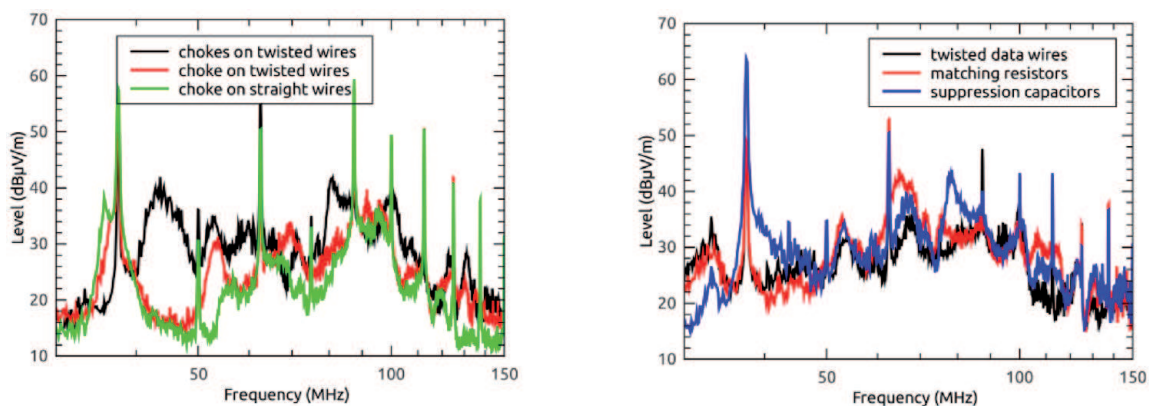 70
60
50
40
30
20
10
Level (dBµV/m)
chokes on twisted wires
choke on twisted wires
choke on straight wires
50
100
150
Frequency (MHz)
70
60
50
40
30
20
10
Level (dBµV/m)
twisted data wires
matching resistors
suppression capacitors
50
100
150
Frequency (MHz)